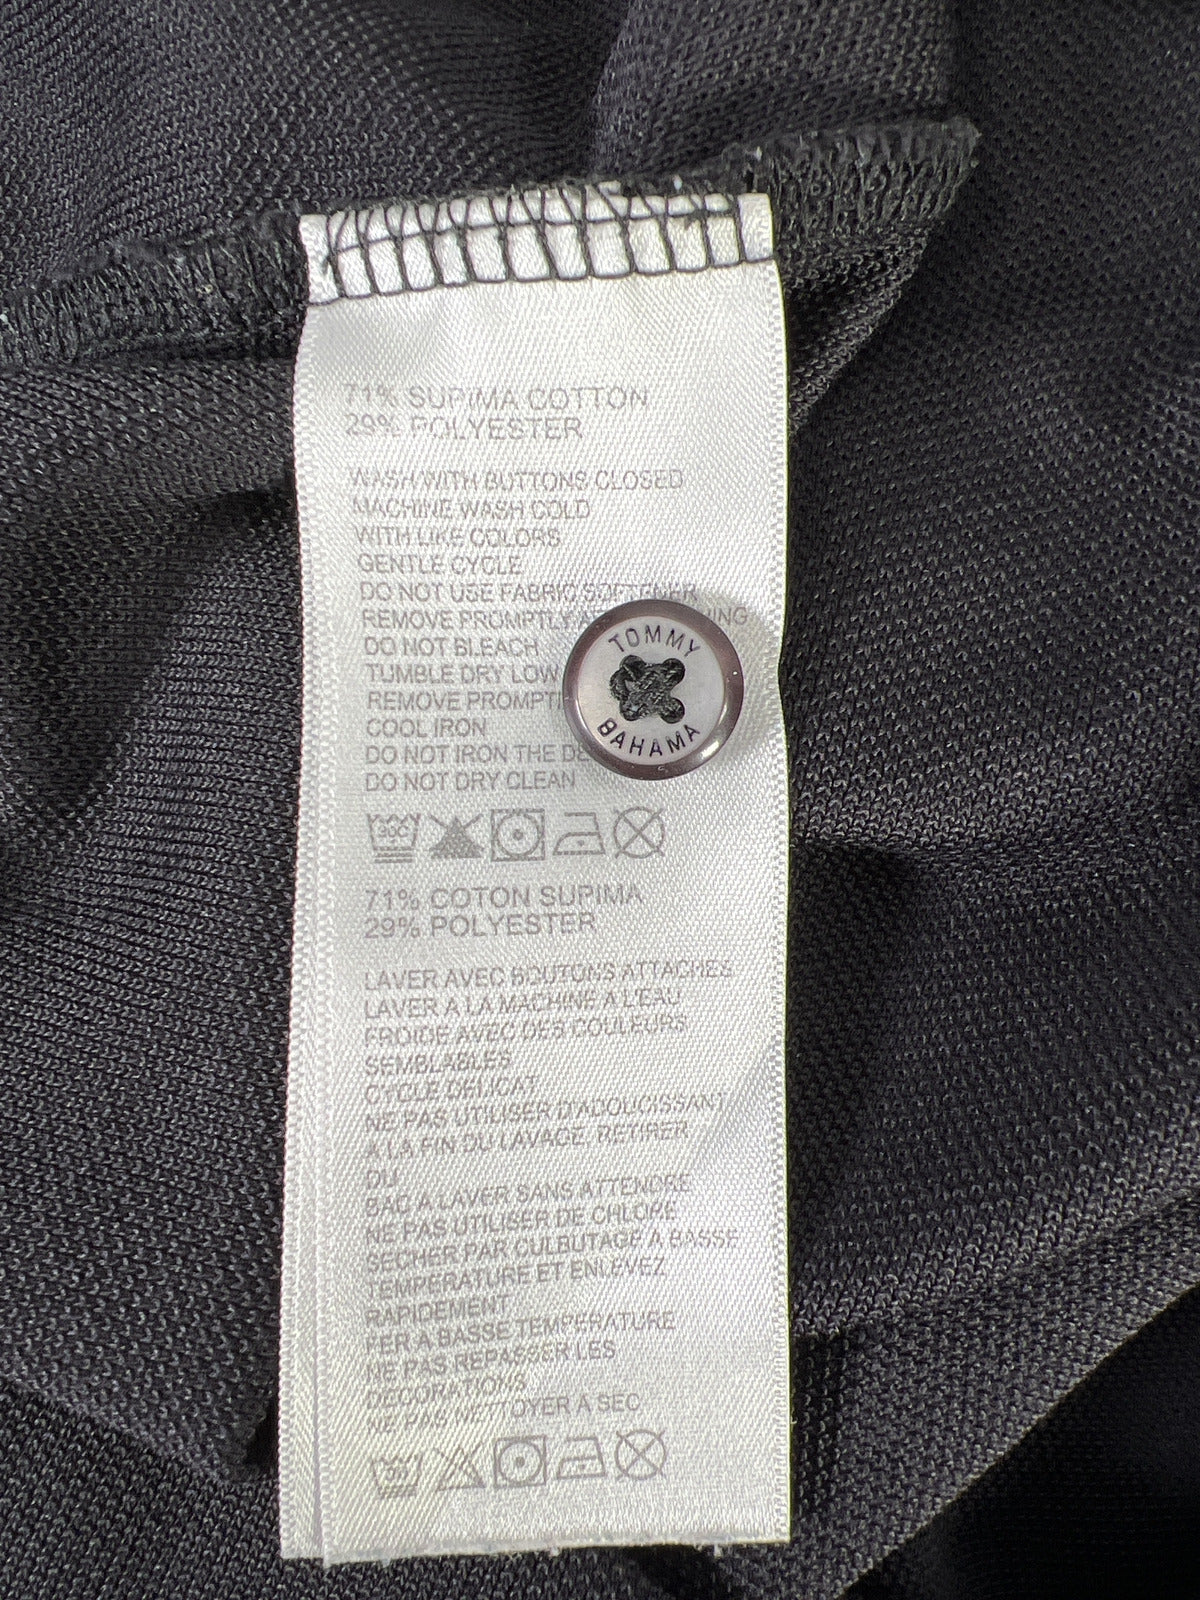 71% SUPIMA COTTON
29% POLYESTER
WASH WITH BUTTONS CLOSED
MACHINE WASH COLD
WITH LIKE COLORS
GENTLE CYCLE
DO NOT USE FABRIC SOFTENER
REMOVE PROMPTLY
DO NOT BLEACH
TUMBLE DRY LOW
REMOVE
COOL IRON
DO NOT IRON THE
DO NOT DRY CLEAN
TOMMY
BAHAMA
30C
71% COTON SUPIMA
29% POLYESTER
LAVER AVEC BOUTONS ATTACHES
LAVER A LA MACHINE A L'EAU
FROIDE AVEC DES COULEURS
SEMBLABLES
CYCLE DELICAT
NE PAS UTILISER D'ADOUCISSANT
A LA FIN DU LAVAGE, RETIRER
DU
BAC A LAVER SANS ATTENDRE
NE PAS UTILISER DE CHLORE
SECHER PAR CULBUTAGE A BASSE
TEMPERATURE ET ENLEVEZ
RAPIDEMENT
FER A BASSE TEMPERATURE
NE PAS REPASSER LES
DECORATIONS
NE PAS NETTOYER A SEC